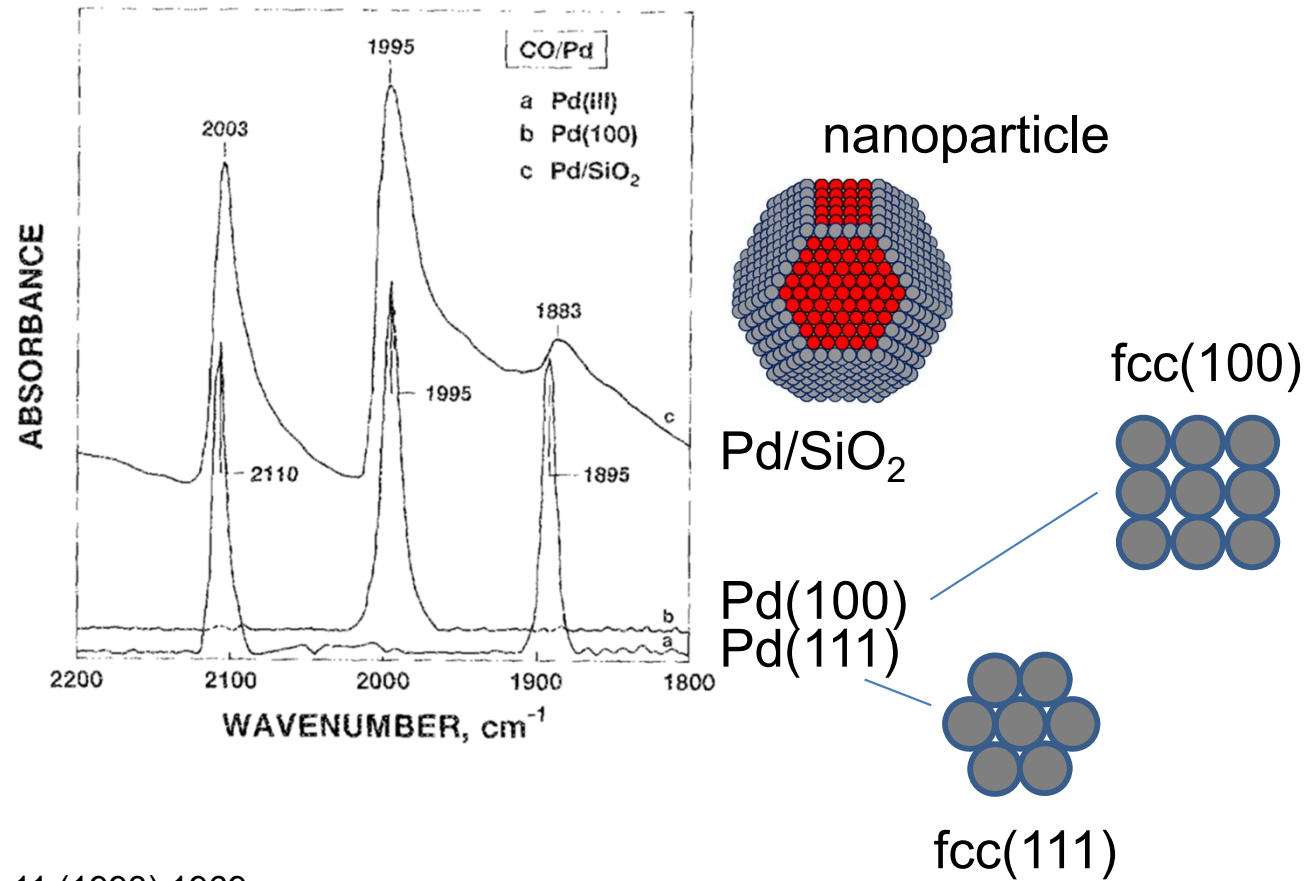 1995
CO/Pd
a Pd(III)
b Pd(100)
c Pd/SiO2
2003
1883
1995
c
2110
1895
b
a
2200
2100
2000
1900
1800
WAVENUMBER, cm-1
ABSORBANCE
nanoparticle
Pd/SiO2
fcc(100)
Pd(100)
Pd(111)
fcc(111)